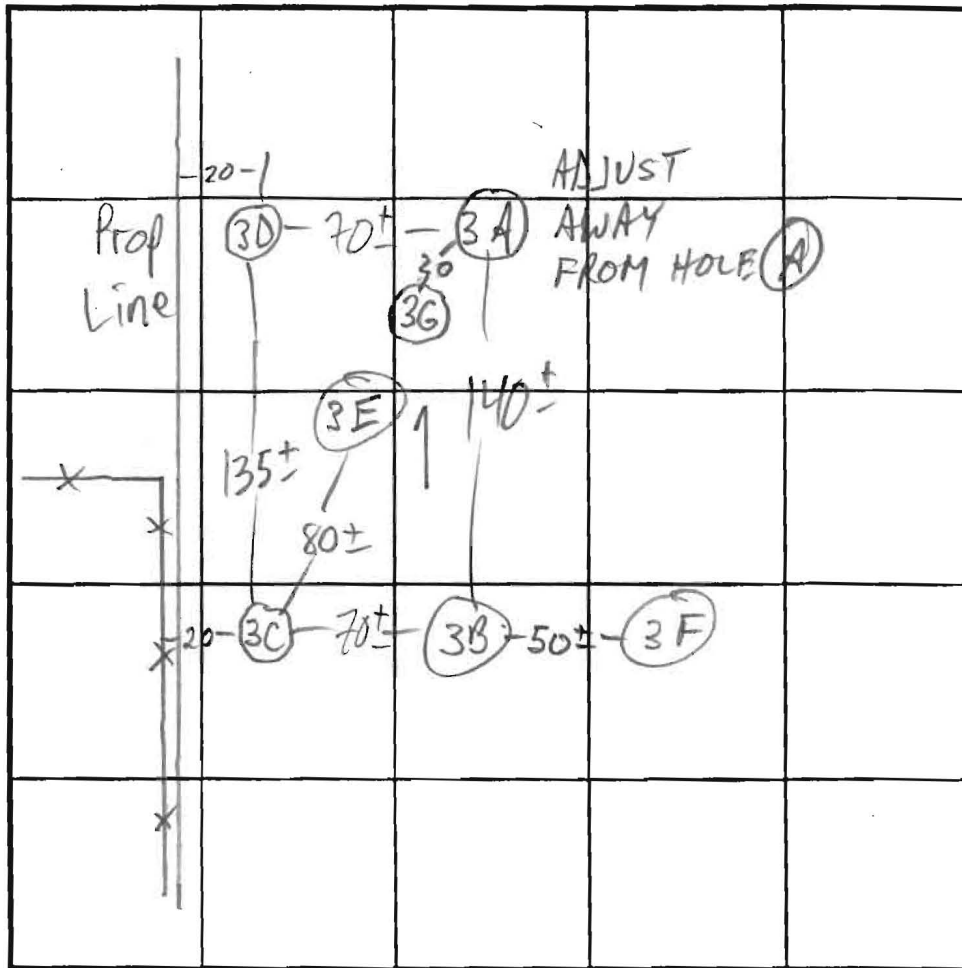 -20-
Prop
Line
3D - 70± - 3A
ADJUST
AWAY
FROM HOLE A
30
3G
3E
140±
135±
80±
20 - 3C - 70± - 3B - 50± - 3F